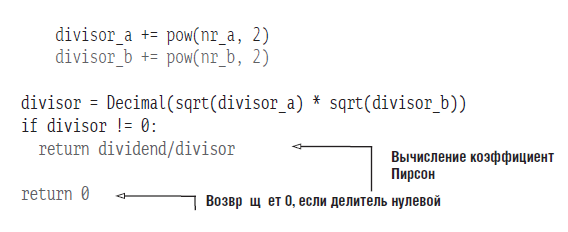 divisor_a += pow(nr_a, 2)
divisor_b += pow(nr_b, 2)
divisor = Decimal(sqrt(divisor_a) * sqrt(divisor_b))
if divisor != 0:
return dividend/divisor
Вычисление коэффициент
Пирсон
return 0
Возвр щ ет 0, если делитель нулевой